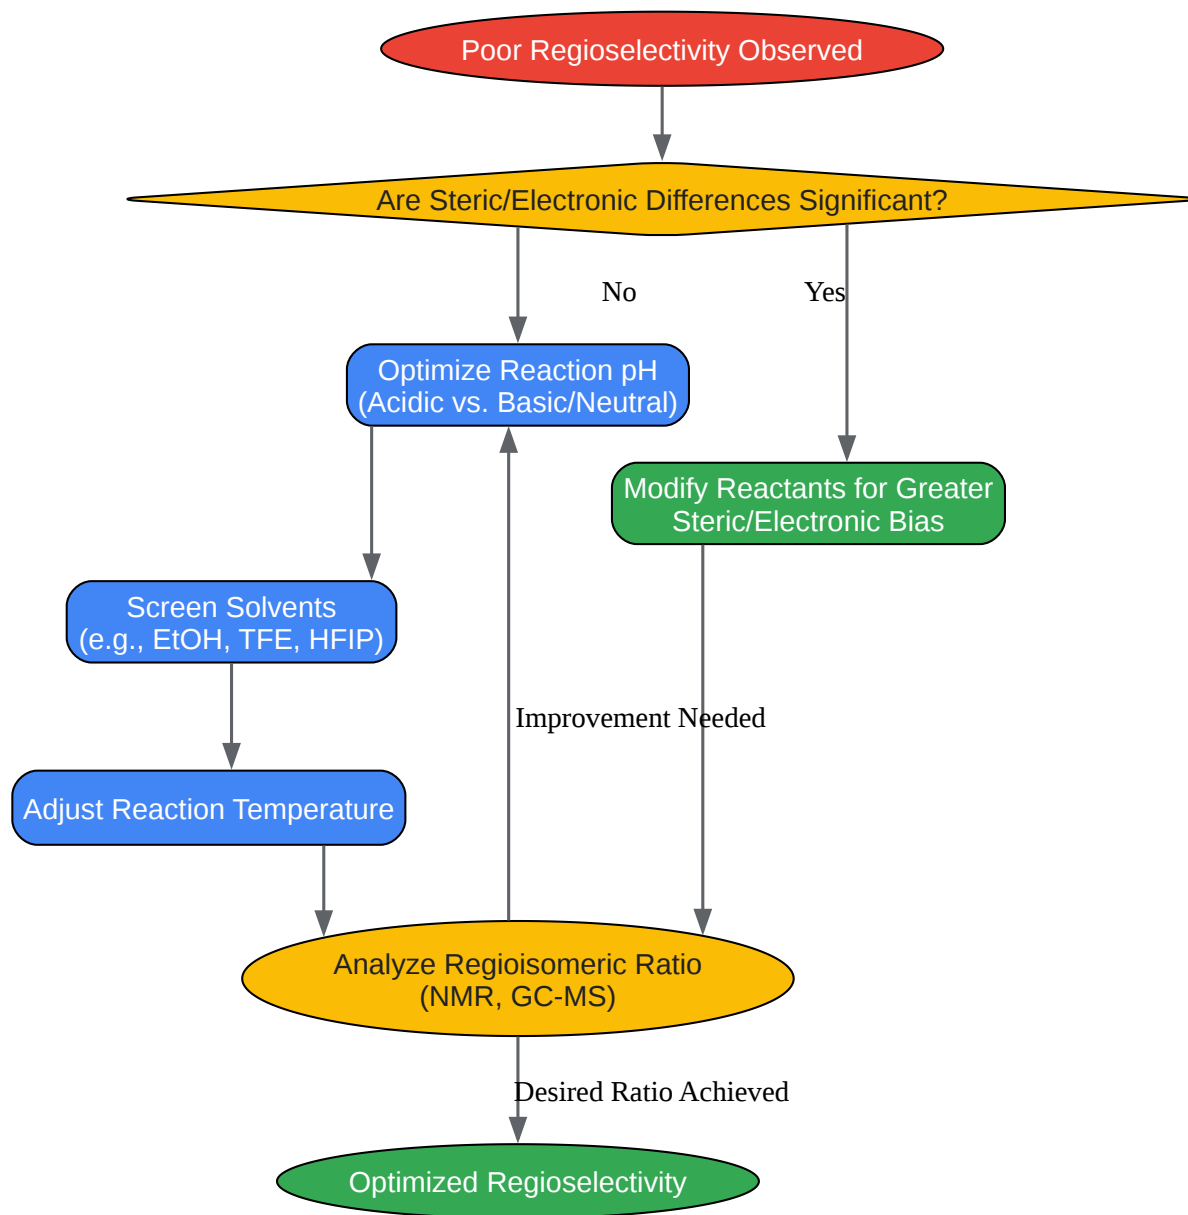 Poor Regioselectivity Observed
Are Steric/Electronic Differences Significant?
No
Yes
Optimize Reaction pH
(Acidic vs. Basic/Neutral)
Modify Reactants for Greater
Steric/Electronic Bias
Screen Solvents
(e.g., EtOH, TFE, HFIP)
Improvement Needed
Adjust Reaction Temperature
Analyze Regioisomeric Ratio
(NMR, GC-MS)
Desired Ratio Achieved
Optimized Regioselectivity